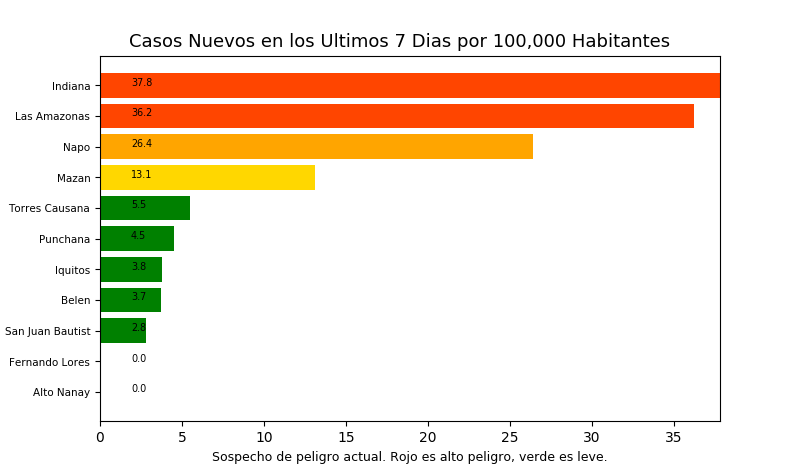 Casos Nuevos en los Ultimos 7 Dias por 100,000 Habitantes
Indiana 37.8
Las Amazonas 36.2
Napo 26.4
Mazan 13.1
Torres Causana 5.5
Punchana 4.5
Iquitos 3.8
Belen 3.7
San Juan Bautist 2.8
Fernando Lores 0.0
Alto Nanay 0.0
0 5 10 15 20 25 30 35
Sospecho de peligro actual. Rojo es alto peligro, verde es leve.